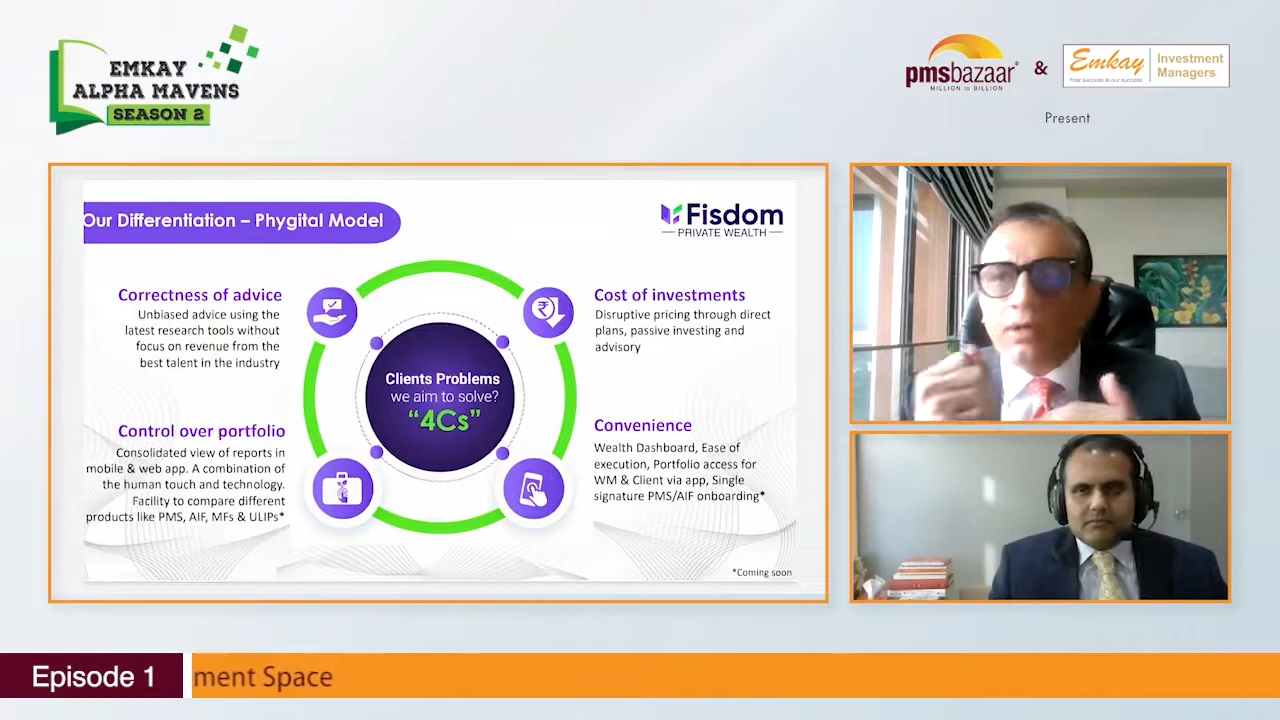 EMKAY
ALPHA MAVENS
SEASON 2
pmsbazaar
MILLION to BILLION
&
Emkay
Your success is our success
Investment
Managers
Present
Our Differentiation – Phygital Model
Fisdom
PRIVATE WEALTH
Correctness of advice
Unbiased advice using the
latest research tools without
focus on revenue from the
best talent in the industry
Cost of investments
Disruptive pricing through direct
plans, passive investing and
advisory
Clients Problems
we aim to solve?
“4Cs”
Control over portfolio
Consolidated view of reports in
mobile & web app. A combination of
the human touch and technology.
Facility to compare different
products like PMS, AIF, MFs & ULIPs*
Convenience
Wealth Dashboard, Ease of
execution, Portfolio access for
WM & Client via app, Single
signature PMS/AIF onboarding*
*Coming soon
Episode 1
ment Space